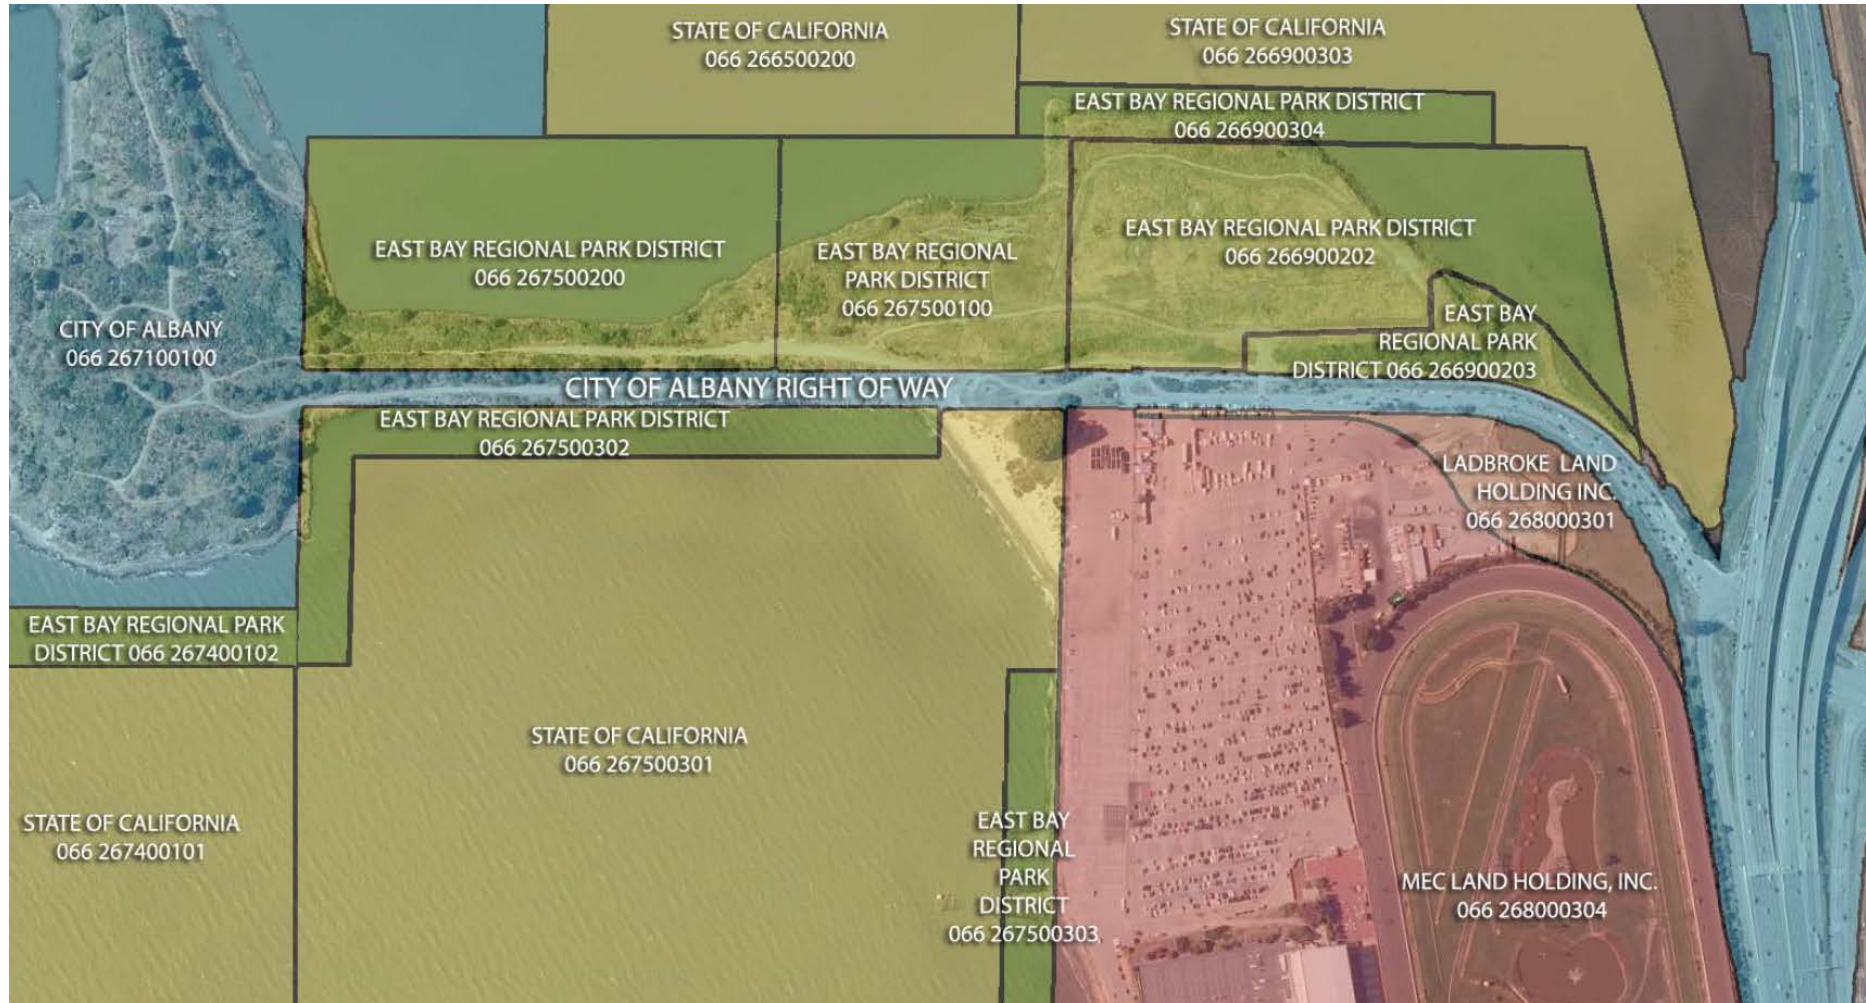 STATE OF CALIFORNIA
066 266500200
STATE OF CALIFORNIA
066 266900303
EAST BAY REGIONAL PARK DISTRICT
066 266900304
EAST BAY REGIONAL PARK DISTRICT
066 267500200
EAST BAY REGIONAL
PARK DISTRICT
066 267500100
EAST BAY REGIONAL PARK DISTRICT
066 266900202
EAST BAY
REGIONAL PARK
DISTRICT 066 266900203
CITY OF ALBANY
066 267100100
CITY OF ALBANY RIGHT OF WAY
EAST BAY REGIONAL PARK DISTRICT
066 267500302
LADBROKE LAND
HOLDING INC.
066 268000301
EAST BAY REGIONAL PARK
DISTRICT 066 267400102
STATE OF CALIFORNIA
066 267500301
STATE OF CALIFORNIA
066 267400101
EAST BAY
REGIONAL
PARK
DISTRICT
066 267500303
MEC LAND HOLDING, INC.
066 268000304